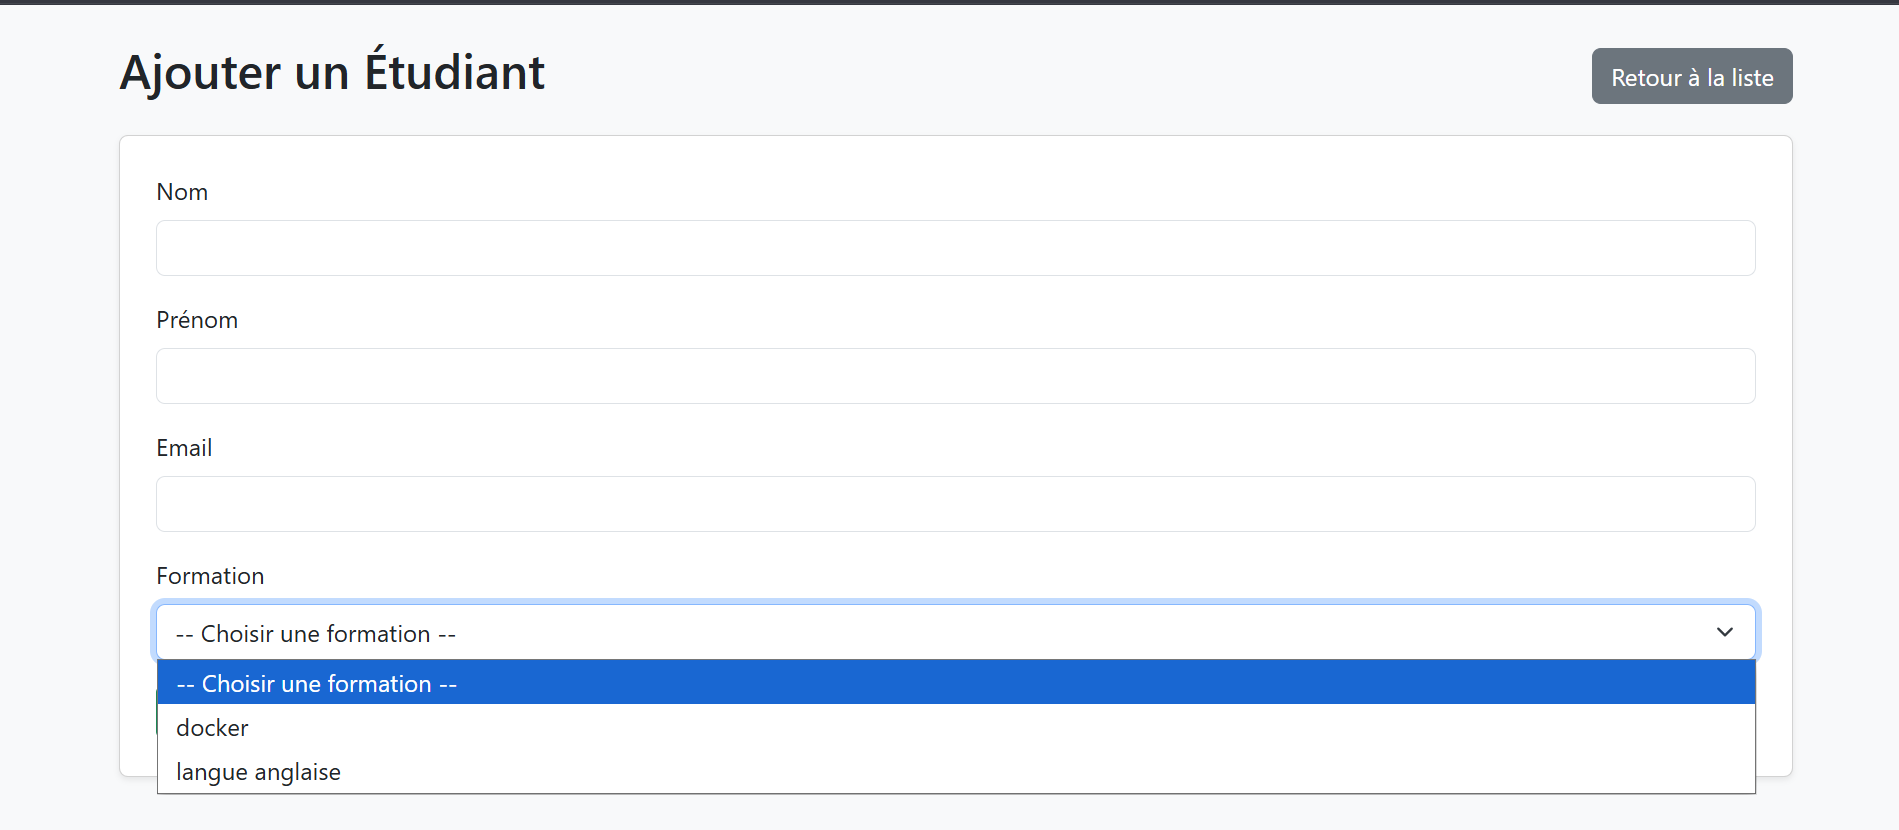 Ajouter un Étudiant
Retour à la liste
Nom
Prénom
Email
Formation
-- Choisir une formation --
-- Choisir une formation --
docker
langue anglaise